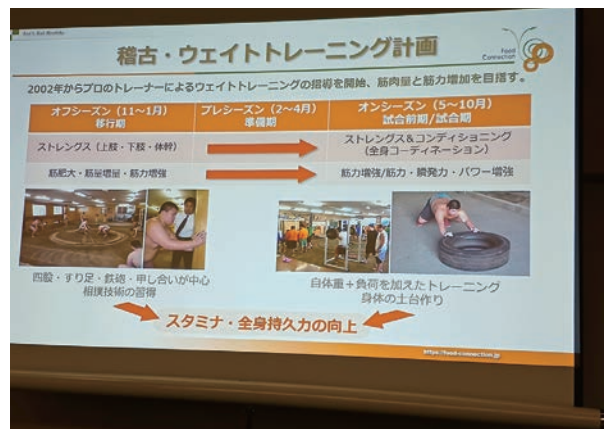 稽古・ウェイトトレーニング計画
Food
Connection
2002年からプロのトレーナーによるウェイトトレーニングの指導を開始、筋肉量と筋力増加を目指す。
オフシーズン（11～1月）
移行期
プレシーズン（2～4月）
準備期
オンシーズン（5～10月）
試合前期/試合期
ストレングス（上肢・下肢・体幹）
ストレングス＆コンディショニング
（全身コーディネーション）
筋肥大・筋量増量・筋力増強
筋力増強/筋力・瞬発力・パワー増強
四股・すり足・鉄砲・申し合いが中心
相撲技術の習得
自体重＋負荷を加えたトレーニング
身体の土台作り
スタミナ・全身持久力の向上
https://food-connection.jp